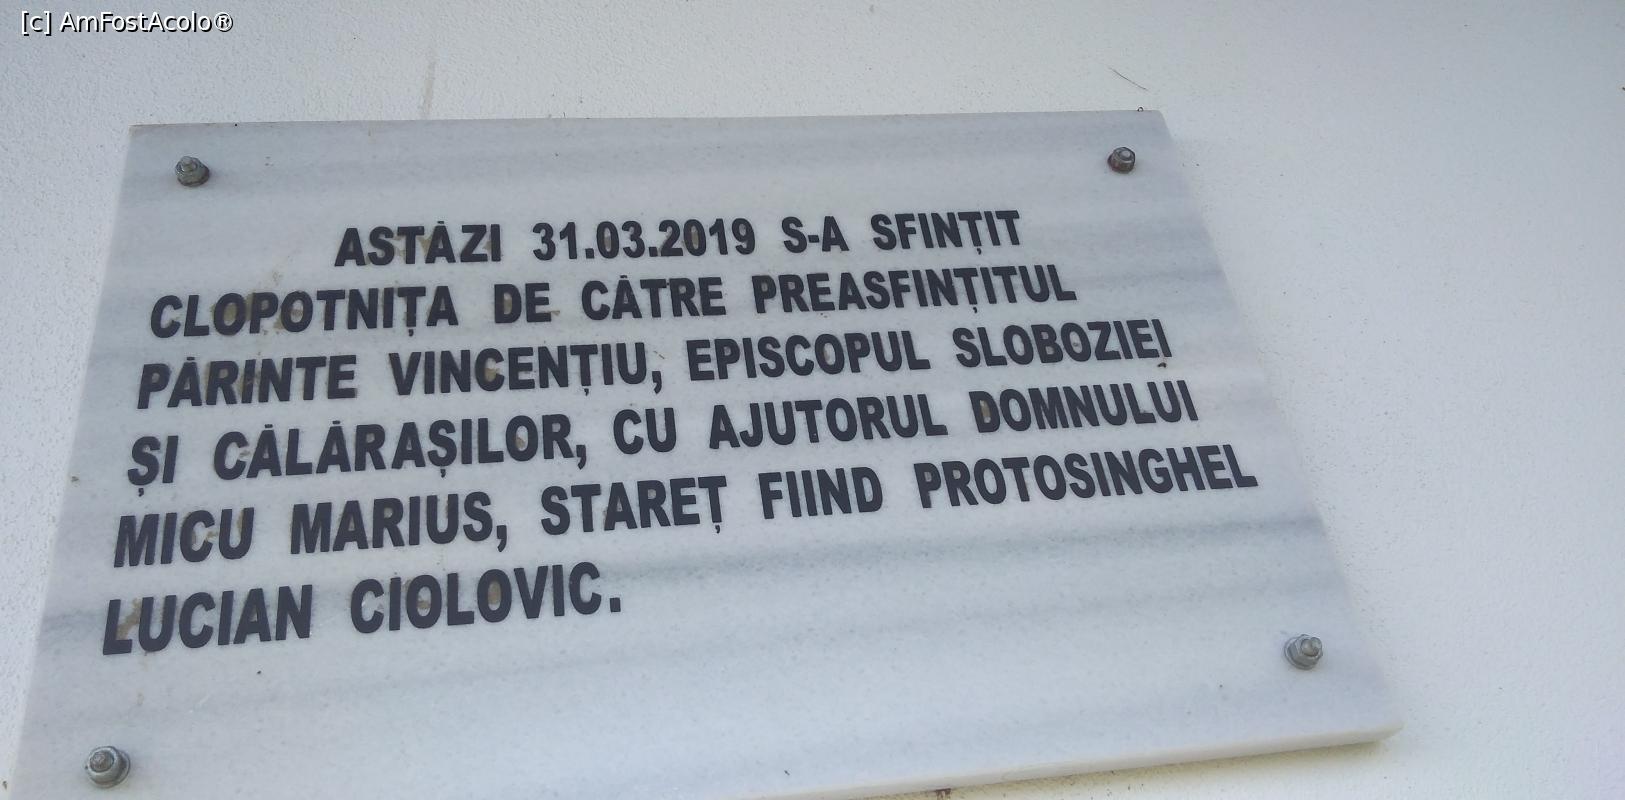 [c] AmFostAcolo®
ASTĂZI 31.03.2019 S-A SFINȚIT
CLOPOTNIȚA DE CĂTRE PREASFINȚITUL
PĂRINTE VINCENȚIU, EPISCOPUL SLOBOZIEI
ȘI CĂLĂRAȘILOR, CU AJUTORUL DOMNULUI
MICU MARIUS, STAREȚ FIIND PROTOSINGHEL
LUCIAN CIOLOVIC.